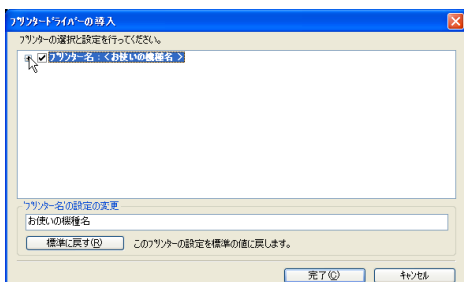 プリンタードライバーの導入
プリンターの選択と設定を行ってください。
プリンター名 : <お使いの機種名 >
'プリンター名'の設定の変更
お使いの機種名
標準に戻す(R) このプリンターの設定を標準の値に戻します。
完了(C) キャンセル